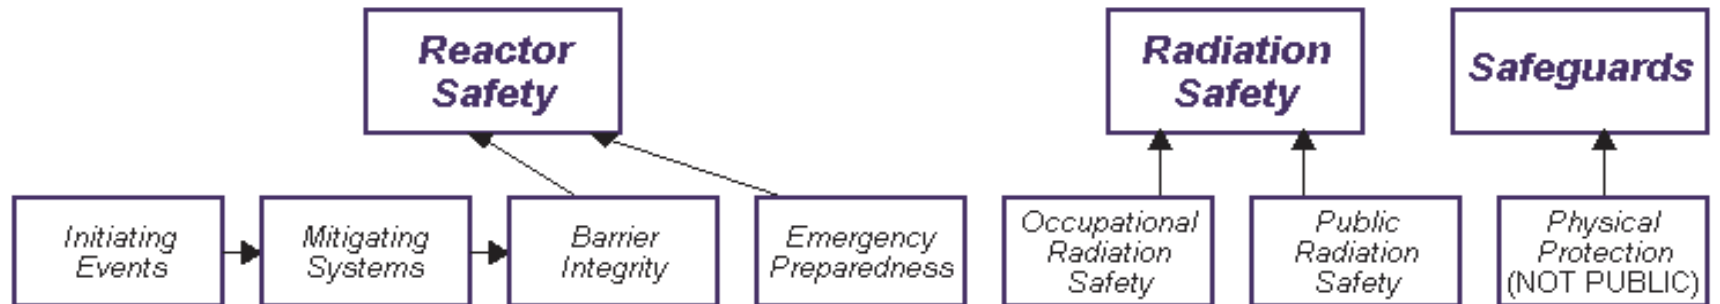 Reactor
Safety
Radiation
Safety
Safeguards
Initiating
Events
Mitigating
Systems
Barrier
Integrity
Emergency
Preparedness
Occupational
Radiation
Safety
Public
Radiation
Safety
Physical
Protection
(NOT PUBLIC)